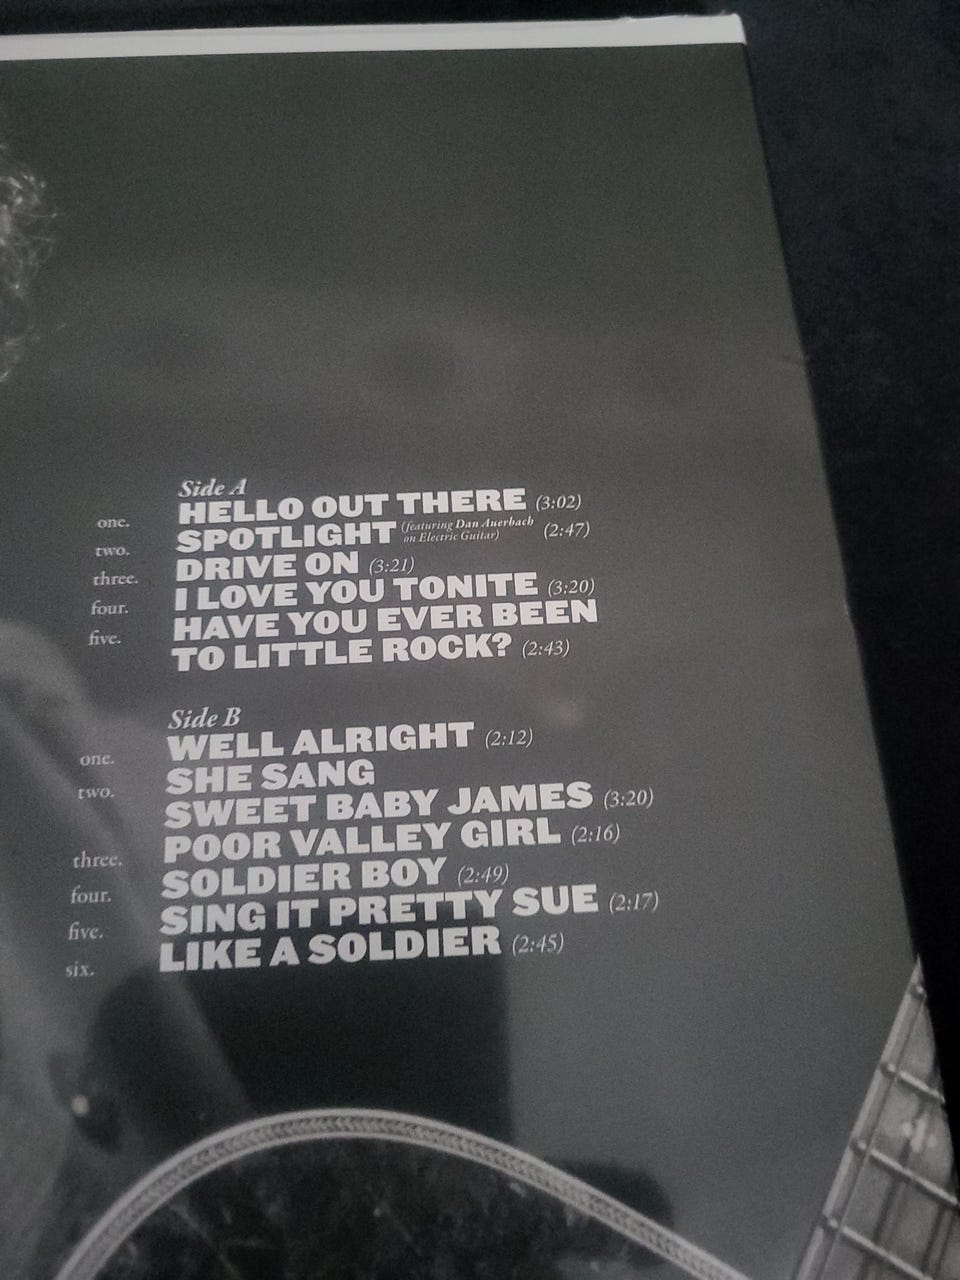 Side A
one. HELLO OUT THERE (3:02)
two. SPOTLIGHT (featuring Dan Auerbach on Electric Guitar) (2:47)
three. DRIVE ON (3:21)
four. I LOVE YOU TONITE (3:20)
five. HAVE YOU EVER BEEN
TO LITTLE ROCK? (2:43)
Side B
one. WELL ALRIGHT (2:12)
two. SHE SANG
SWEET BABY JAMES (3:20)
three. POOR VALLEY GIRL (2:16)
four. SOLDIER BOY (2:49)
five. SING IT PRETTY SUE (2:17)
six. LIKE A SOLDIER (2:45)